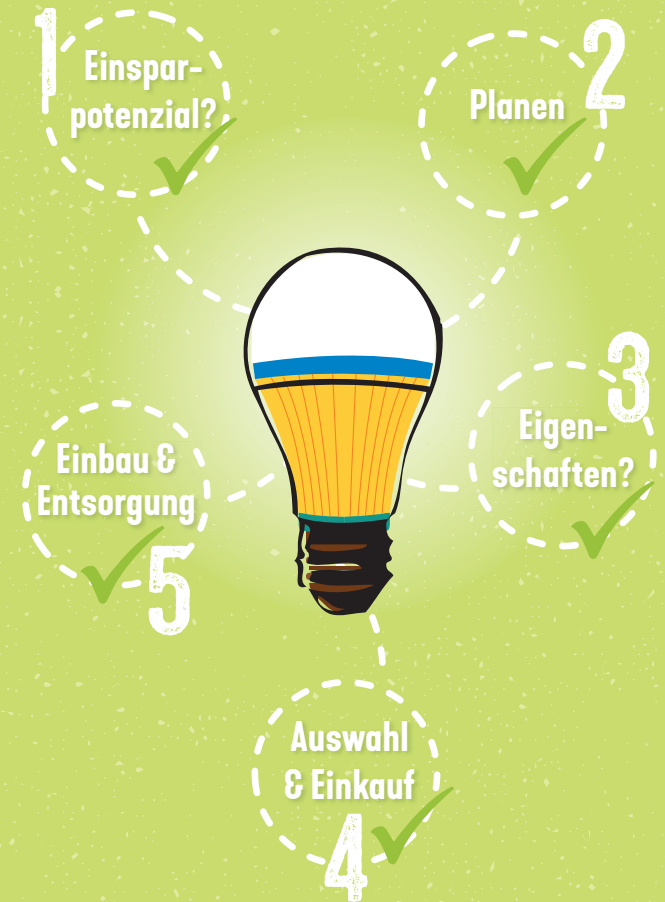 1
Einspar-
potenzial?
2
Planen
3
Eigen-
schaften?
4
Auswahl
& Einkauf
5
Einbau &
Entsorgung